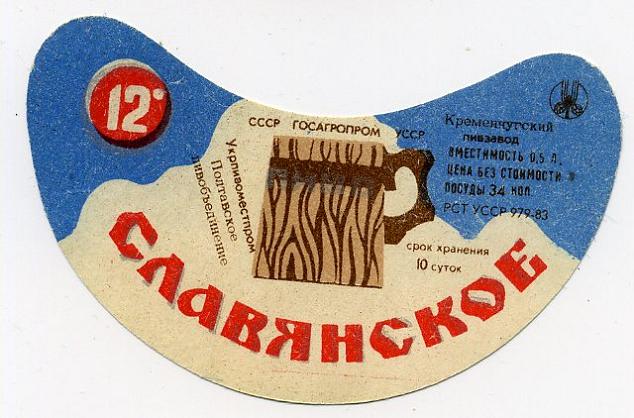 12°
СССР ГОСАГРОПРОМ УССР
Укрпивоместпром
Полтавское
пивобъединение
Кременчугский
пивзавод
ВМЕСТИМОСТЬ 0,5 Л.
ЦЕНА БЕЗ СТОИМОСТИ
ПОСУДЫ 34 КОП.
РСТ УССР 979-83
срок хранения
10 суток
СЛАВЯНСКОЕ